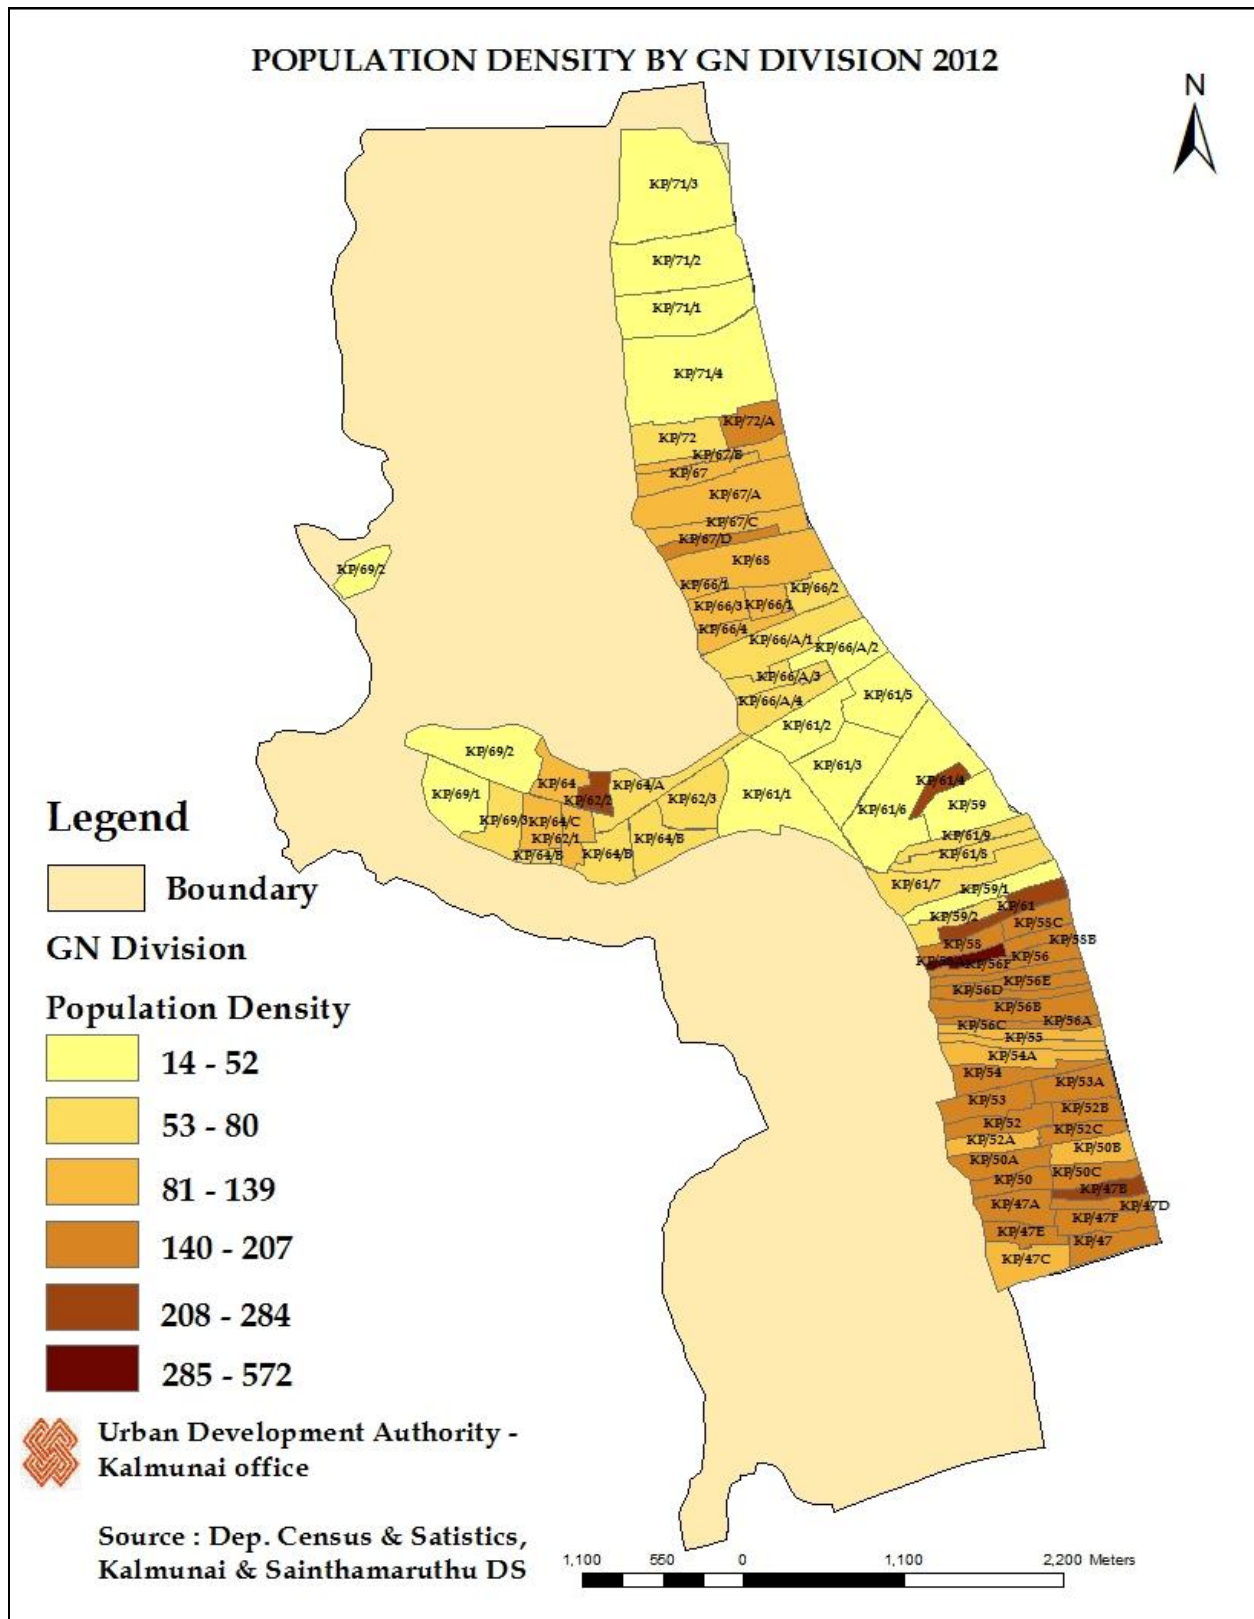 POPULATION DENSITY BY GN DIVISION 2012
N
KP/71/3
KP/71/2
KP/71/1
KP/71/4
KP/72/A
KP/72
KP/67/B
KP/67
KP/67/A
KP/67/C
KP/67/D
KP/68
KP/66/1
KP/66/2
KP/66/3
KP/66/1
KP/66/4
KP/66/A/1
KP/66/A/2
KP/66/A/3
KP/66/A/4
KP/69/2
KP/61/5
KP/61/2
KP/61/3
KP/61/4
KP/61/1
KP/61/6
KP/59
KP/69/2
KP/64
KP/64/A
KP/69/1
KP/62/2
KP/62/3
KP/69/3
KP/64/C
KP/62/1
KP/64/B
KP/64/B
KP/64/B
KP/61/9
KP/61/8
KP/61/7
KP/59/1
KP/61
KP/59/2
KP/58C
KP/58
KP/58B
KP/56F
KP/56
KP/56E
KP/56D
KP/56B
KP/56C
KP/56A
KP/55
KP/54A
KP/54
KP/53A
KP/53
KP/52B
KP/52
KP/52C
KP/52A
KP/50B
KP/50A
KP/50C
KP/50
KP/47B
KP/47A
KP/47D
KP/47F
KP/47E
KP/47
KP/47C
Legend
Boundary
GN Division
Population Density
14 - 52
53 - 80
81 - 139
140 - 207
208 - 284
285 - 572
Urban Development Authority -
Kalmunai office
Source : Dep. Census & Satistics,
Kalmunai & Sainthamaruthu DS
1,100 550 0 1,100 2,200 Meters